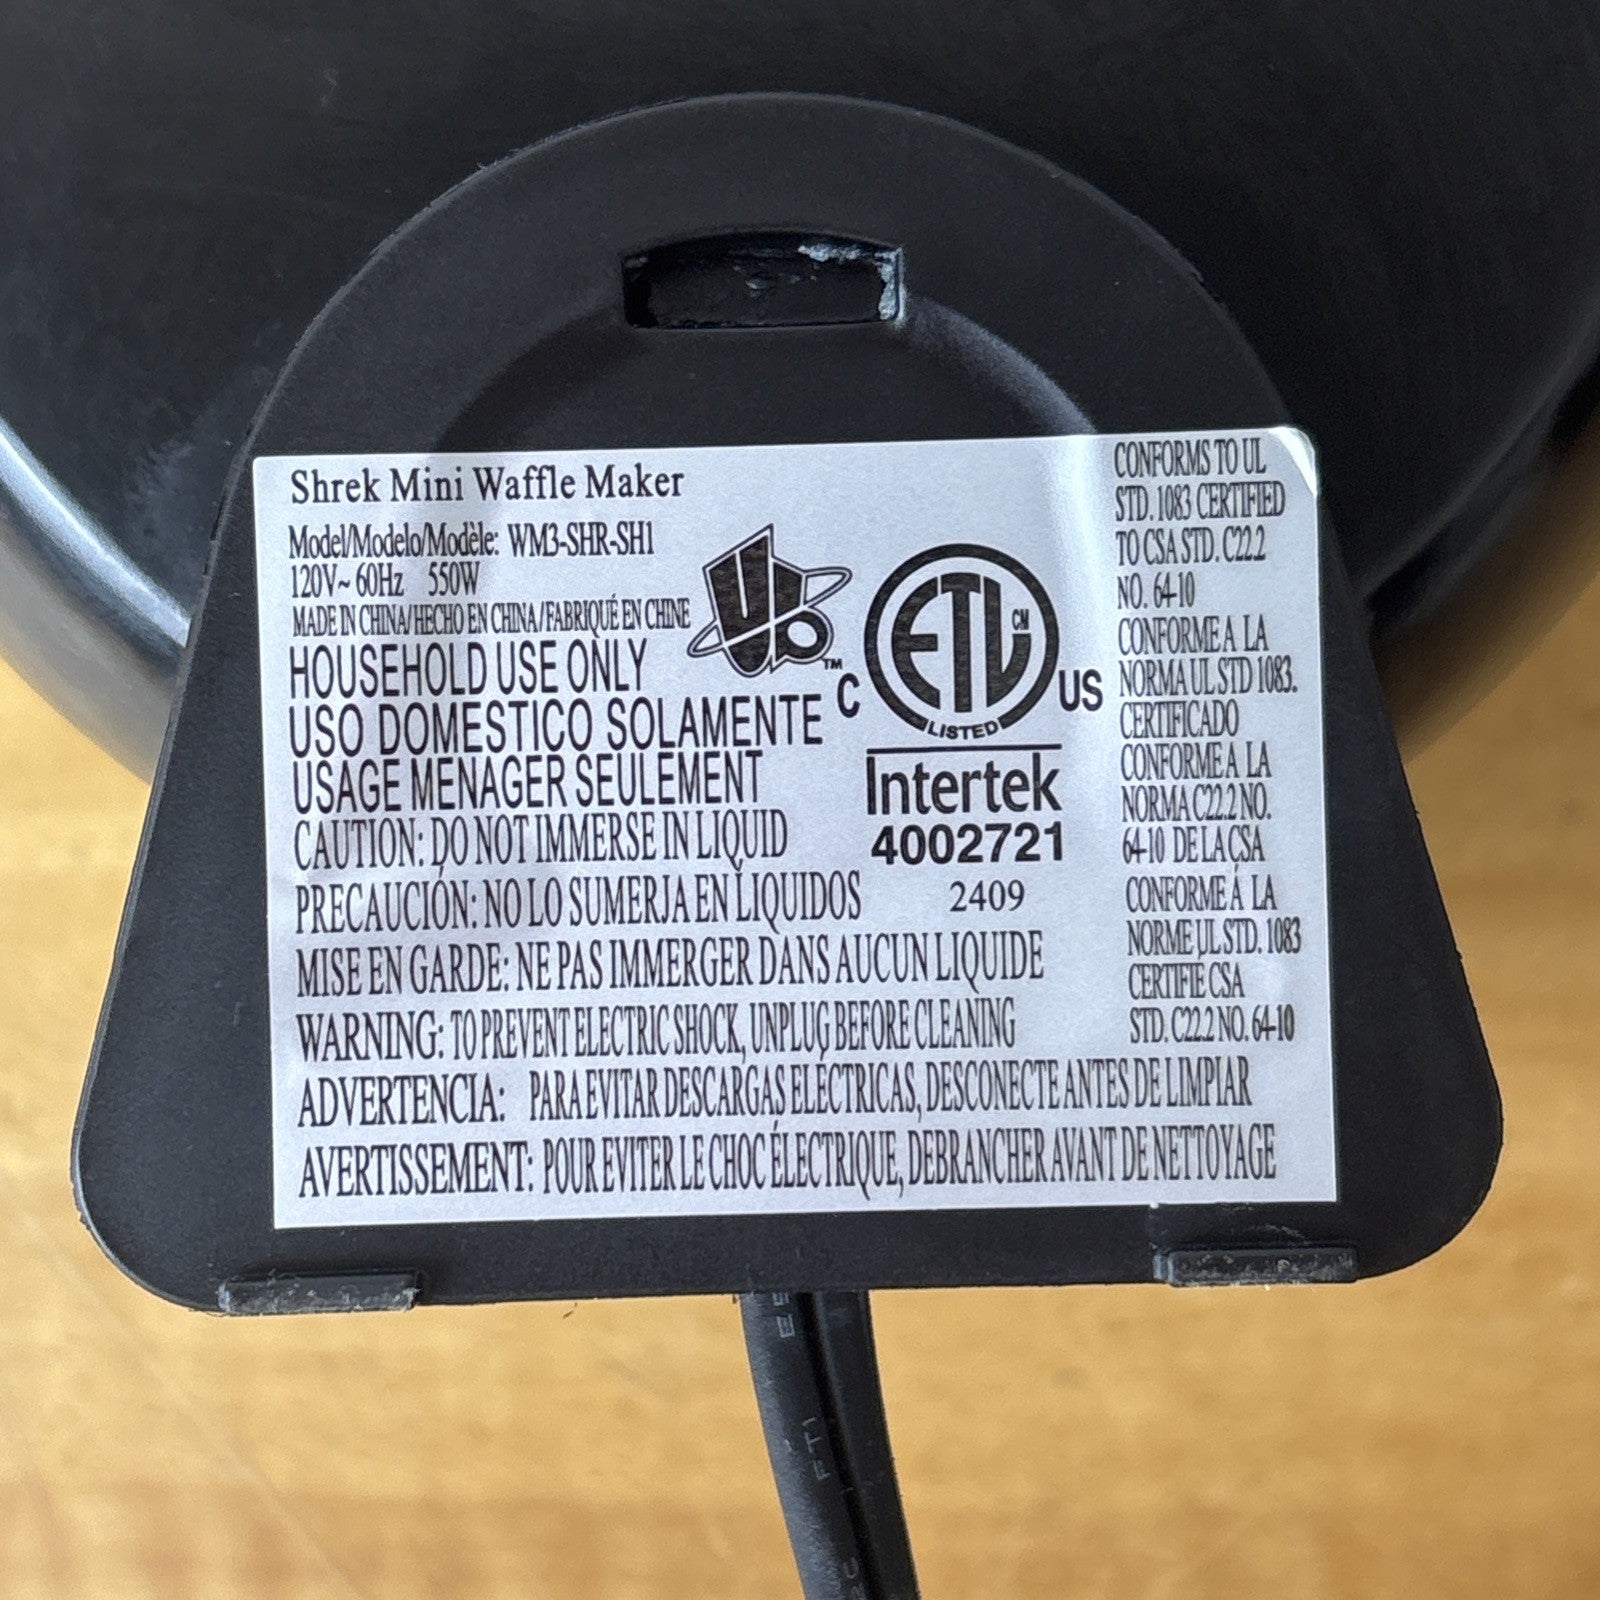 Shrek Mini Waffle Maker
Model/Modelo/Modèle: WM3-SHR-SH1
120V~ 60Hz 550W
MADE IN CHINA/HECHO EN CHINA/FABRIQUÉ EN CHINE
HOUSEHOLD USE ONLY
USO DOMESTICO SOLAMENTE
USAGE MENAGER SEULEMENT
CAUTION: DO NOT IMMERSE IN LIQUID
PRECAUCIÓN: NO LO SUMERJA EN LIQUIDOS
MISE EN GARDE: NE PAS IMMERGER DANS AUCUN LIQUIDE
WARNING: TO PREVENT ELECTRIC SHOCK, UNPLUG BEFORE CLEANING
ADVERTENCIA: PARA EVITAR DESCARGAS ELÉCTRICAS, DESCONECTE ANTES DE LIMPIAR
AVERTISSEMENT: POUR EVITER LE CHOC ÉLECTRIQUE, DEBRANCHER AVANT DE NETTOYAGE
UB
TM
C
ETL
CM
US
LISTED
Intertek
4002721
2409
CONFORMS TO UL
STD. 1083 CERTIFIED
TO CSA STD. C22.2
NO. 64-10
CONFORME A LA
NORMA UL STD 1083.
CERTIFICADO
CONFORME A LA
NORMA C22.2 NO.
64-10 DE LA CSA
CONFORME Á LA
NORME UL STD. 1083
CERTIFIÉ CSA
STD. C22.2 NO. 64-10